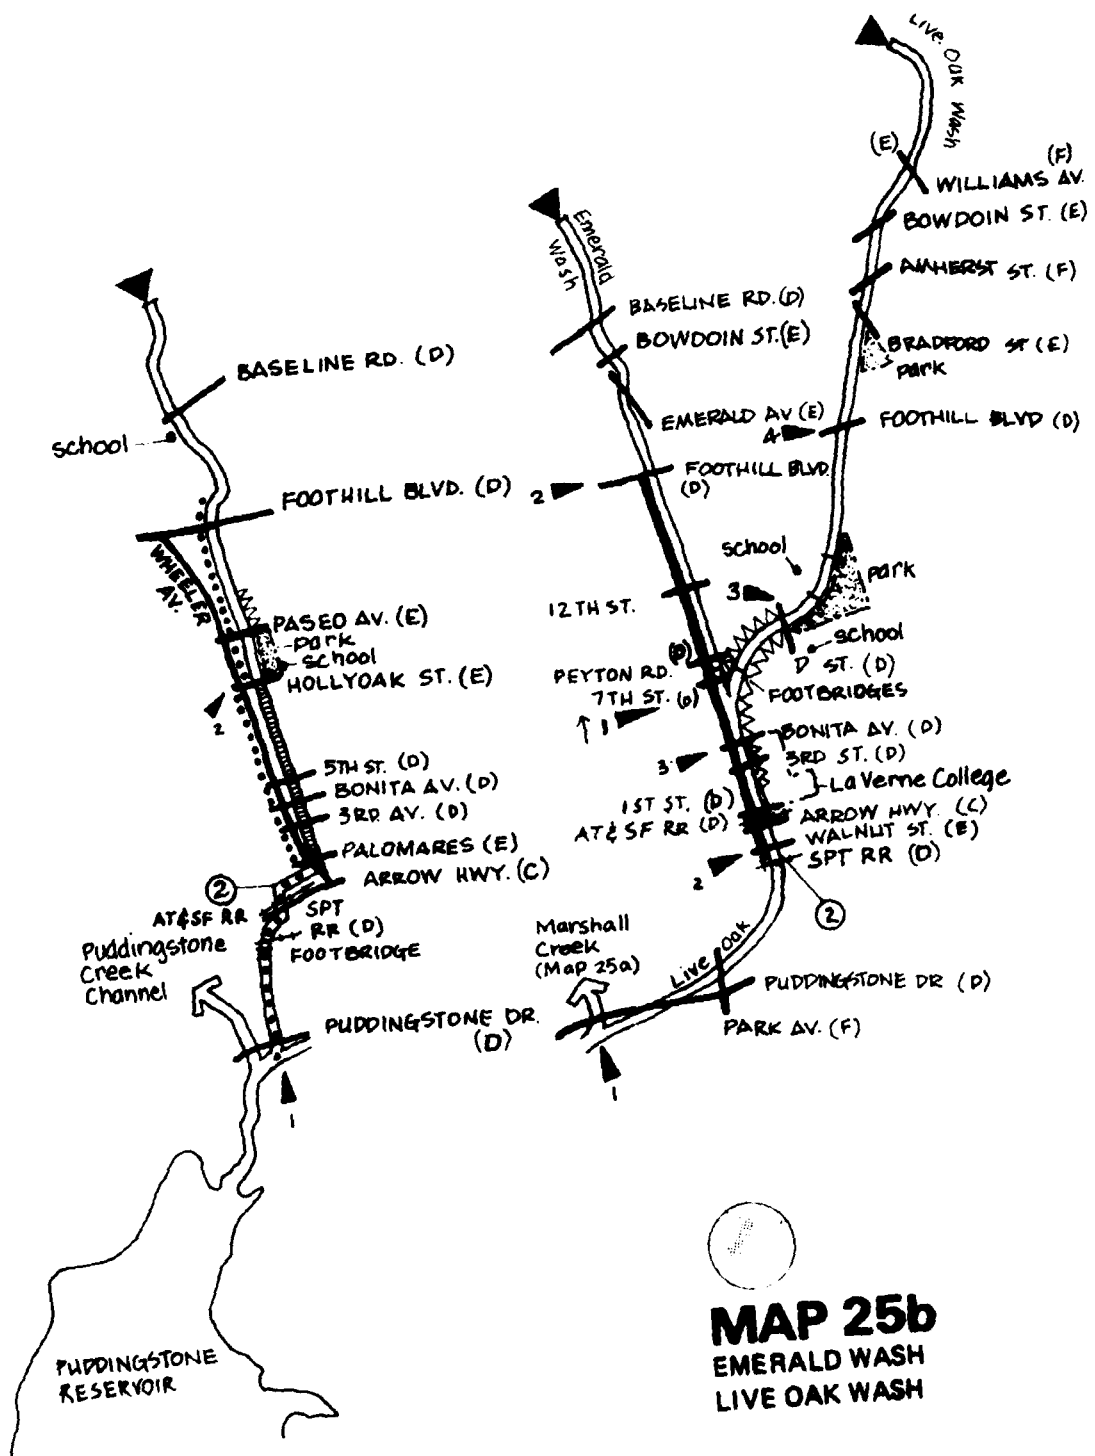 Live Oak Wash
(E)
(F)
WILLIAMS AV.
BOWDOIN ST. (E)
AMHERST ST. (F)
BRADFORD ST (E)
Park
FOOTHILL BLVD (D)
4
Emerald
Wash
BASELINE RD. (D)
BOWDOIN ST. (E)
EMERALD AV (E)
FOOTHILL BLVD.
(D)
2
School
Park
3
12TH ST.
School
D ST. (D)
(D)
PEYTON RD.
7TH ST. (D)
FOOTBRIDGES
1
BONITA AV. (D)
3RD ST. (D)
3
La Verne College
1ST ST. (D)
ARROW HWY. (C)
AT&SF RR (D)
WALNUT ST. (E)
SPT RR (D)
2
2
Marshall
Creek
(Map 25a)
Live Oak
PUDDINGSTONE DR (D)
PARK AV. (F)
1
BASELINE RD. (D)
School
FOOTHILL BLVD. (D)
WHEELER
AV.
PASEO AV. (E)
Park
School
HOLLYOAK ST. (E)
2
5TH ST. (D)
BONITA AV. (D)
3RD AV. (D)
PALOMARES (E)
ARROW HWY. (C)
2
AT&SF RR
SPT
RR (D)
FOOTBRIDGE
Puddingstone
Creek
Channel
PUDDINGSTONE DR.
(D)
1
PUDDINGSTONE
RESERVOIR
MAP 25b
EMERALD WASH
LIVE OAK WASH